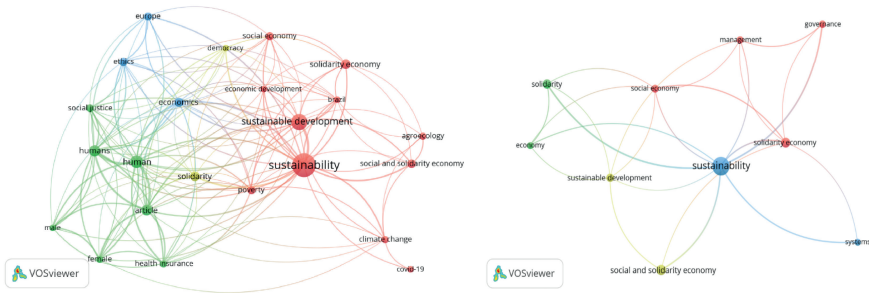 europe
social economy
democracy
ethics
solidarity economy
economic development
economics
brazil
social justice
sustainable development
agroecology
humans
human
sustainability
social and solidarity economy
solidarity
poverty
article
male
climate change
female
health insurance
covid-19
VOSviewer
governance
management
solidarity
social economy
economy
solidarity economy
sustainability
sustainable development
systems
social and solidarity economy
VOSviewer